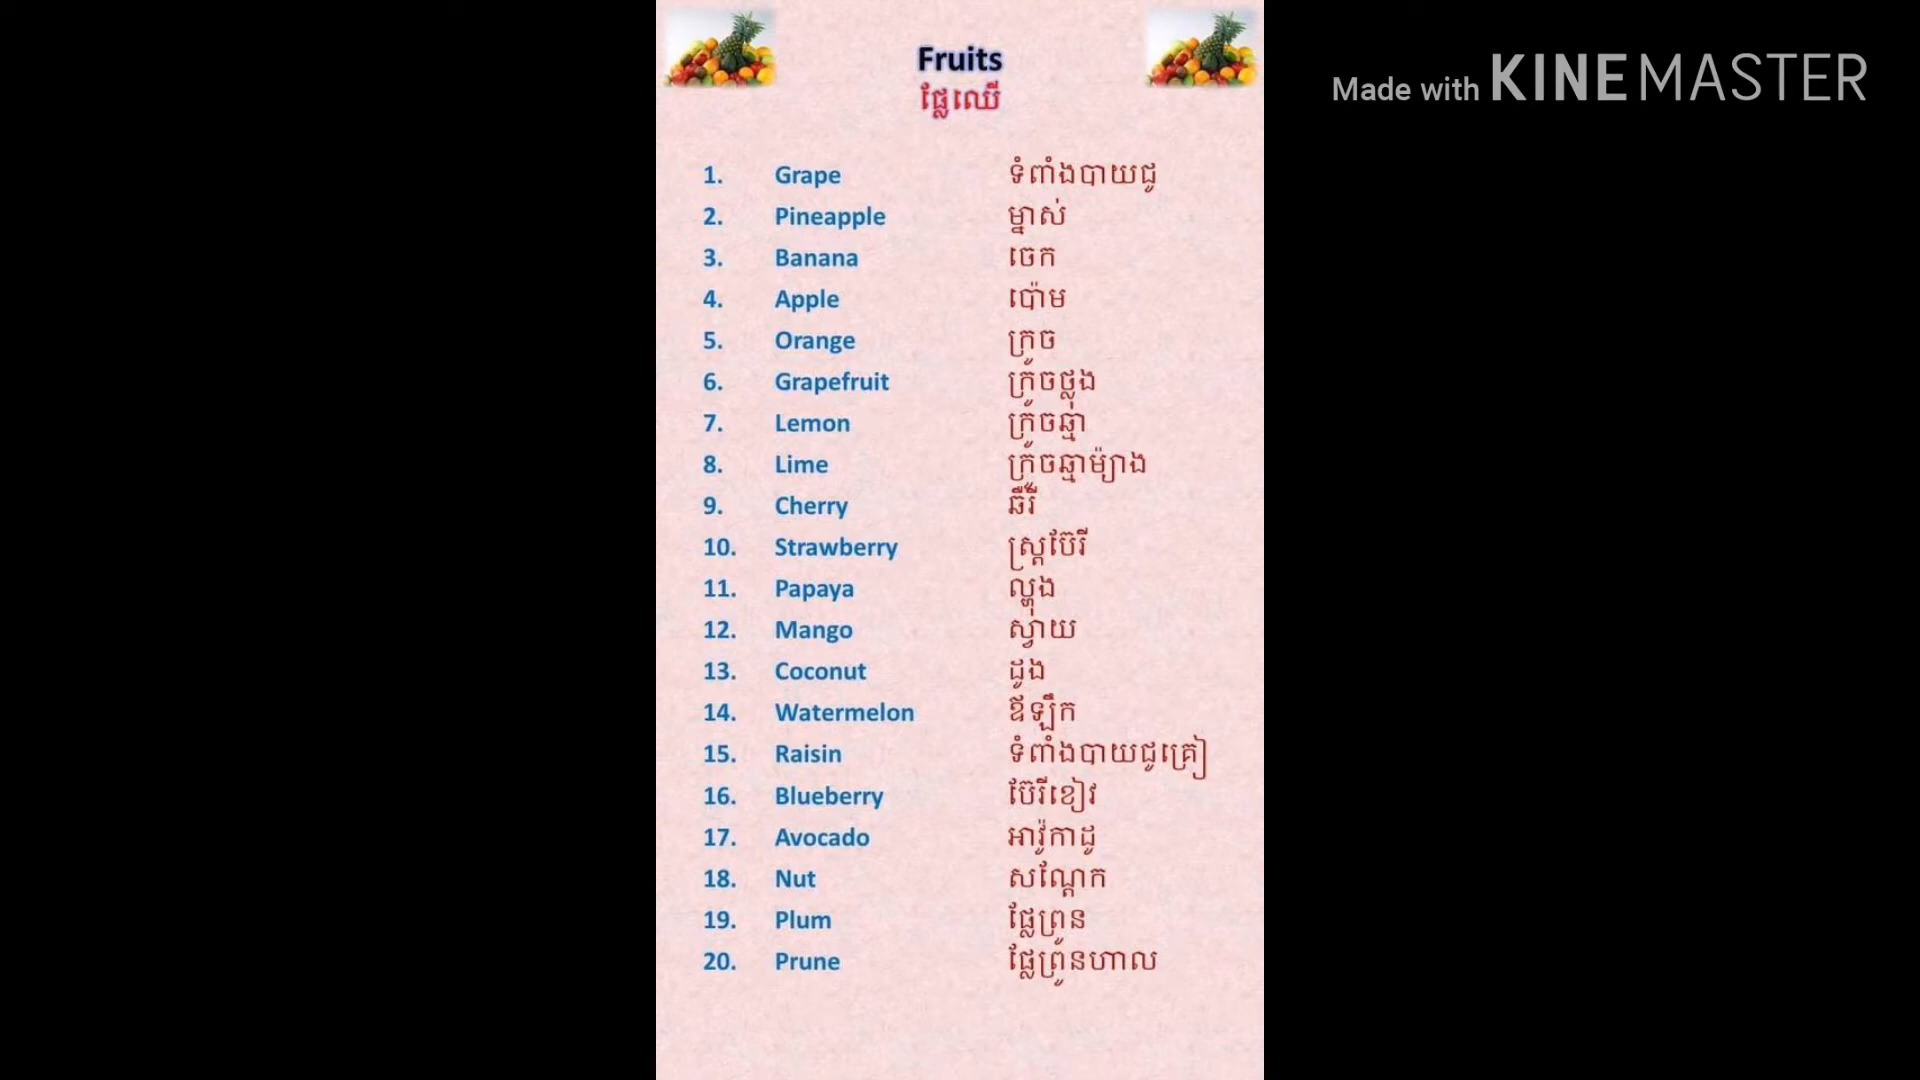 Fruits
ផ្លែឈើ
Made with KINEMASTER
1. Grape ទំពាំងបាយជូ
2. Pineapple ម្នាស់
3. Banana ចេក
4. Apple ប៉ោម
5. Orange ក្រូច
6. Grapefruit ក្រូចថ្លុង
7. Lemon ក្រូចឆ្មា
8. Lime ក្រូចឆ្មាម៉្យាង
9. Cherry ឆឺរី
10. Strawberry ស្ត្របែ៊រី
11. Papaya ល្ហុង
12. Mango ស្វាយ
13. Coconut ដូង
14. Watermelon ឪឡឹក
15. Raisin ទំពាំងបាយជូគ្រៀ
16. Blueberry ប៊ែរីខៀវ
17. Avocado អាវ៉ូកាដូ
18. Nut សណ្ដែក
19. Plum ផ្លែព្រូន
20. Prune ផ្លែព្រូនហាល